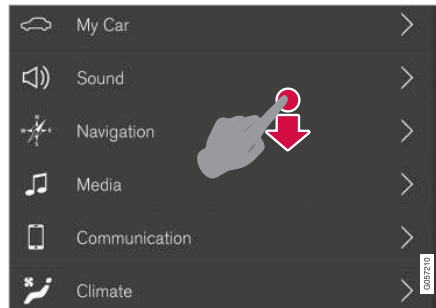 My Car
Sound
Navigation
Media
Communication
Climate
G057210